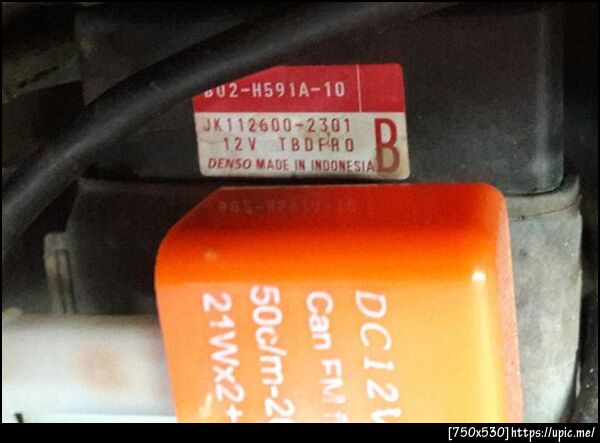 B02-H591A-10
JK112600-2301
12V TBDFR0
DENSO MADE IN INDONESIA
B
DC12V
Can FM
50c/m-20
21Wx2+
[750x530]https://upic.me/